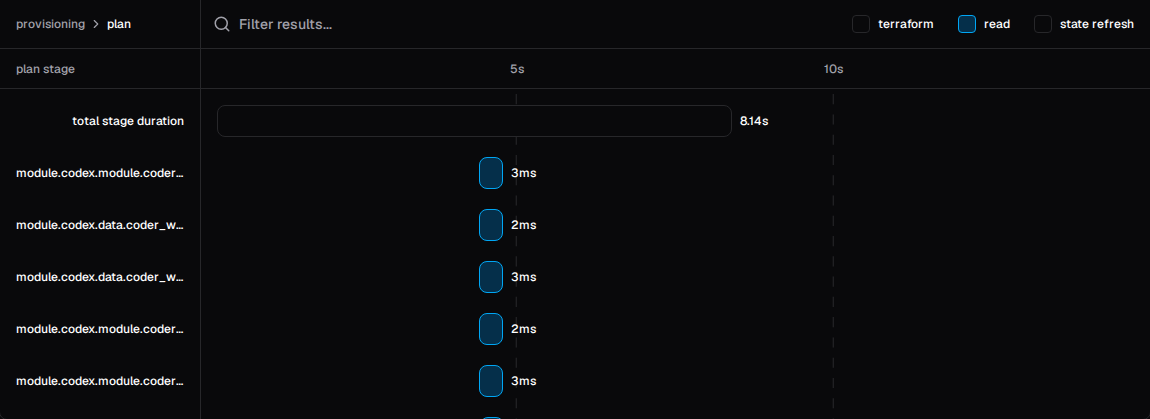 provisioning > plan
Filter results...
terraform
read
state refresh
plan stage
5s
10s
total stage duration
8.14s
module.codex.module.coder...
3ms
module.codex.data.coder_w...
2ms
module.codex.data.coder_w...
3ms
module.codex.module.coder...
2ms
module.codex.module.coder...
3ms